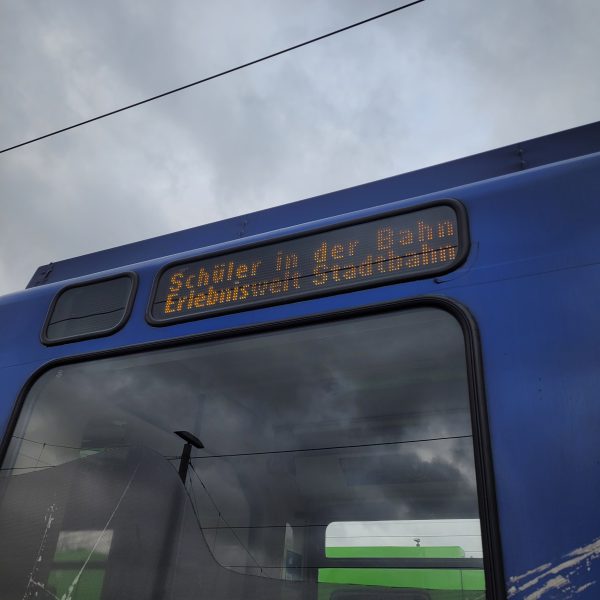 Schüler in der Bahn
Erlebniswelt Stadtbahn